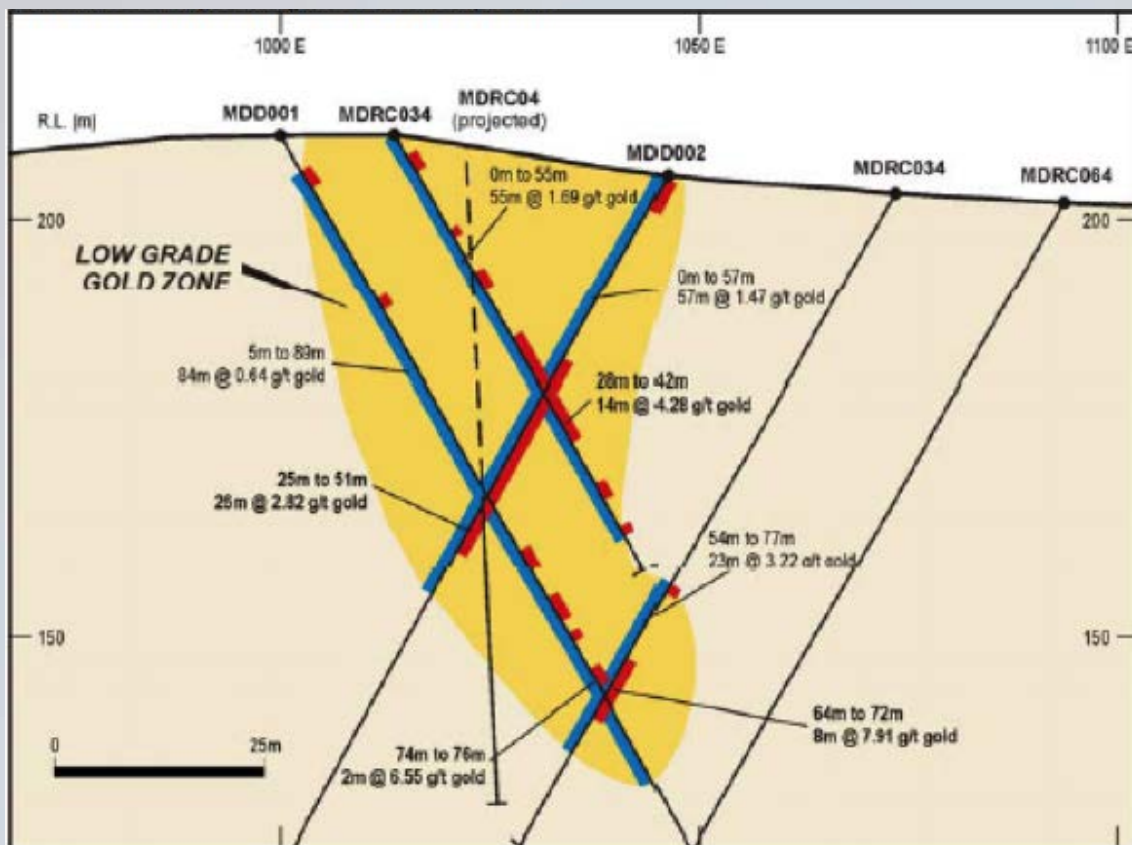 1000 E
1050 E
1100 E
R.L. (m)
MDD001
MDRC034
MDRC04
(projected)
MDD002
MDRC034
MDRC064
200
200
0m to 55m
55m @ 1.69 g/t gold
LOW GRADE
GOLD ZONE
0m to 57m
57m @ 1.47 g/t gold
5m to 89m
84m @ 0.64 g/t gold
28m to 42m
14m @ 4.28 g/t gold
25m to 51m
26m @ 2.82 g/t gold
54m to 77m
23m @ 3.22 g/t gold
150
150
64m to 72m
8m @ 7.91 g/t gold
0
25m
74m to 76m
2m @ 6.55 g/t gold